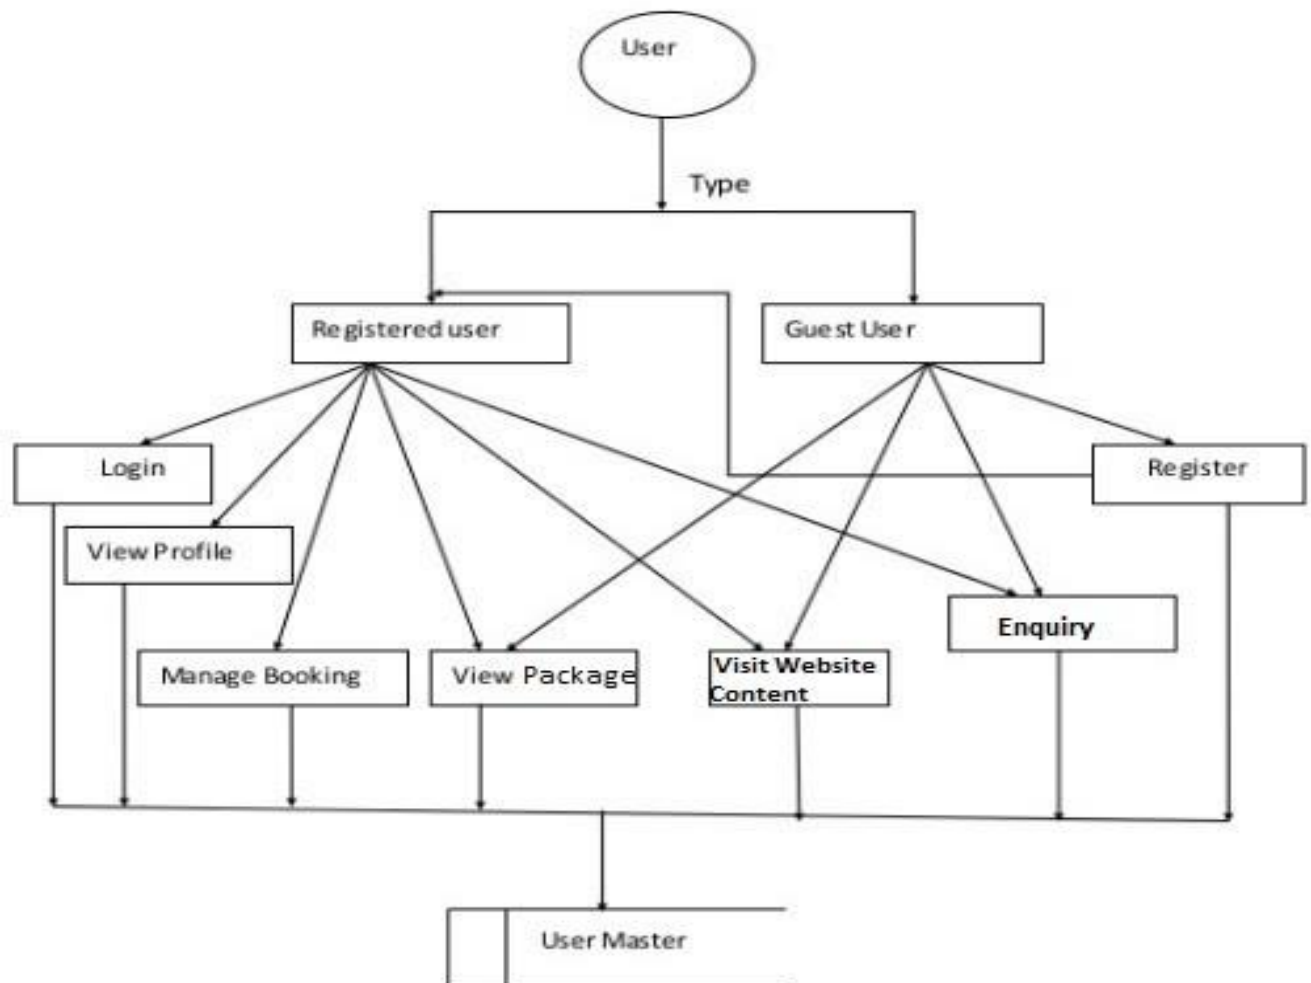 User
Type
Registered user
Guest User
Login
Register
View Profile
Enquiry
Manage Booking
View Package
Visit Website
Content
User Master